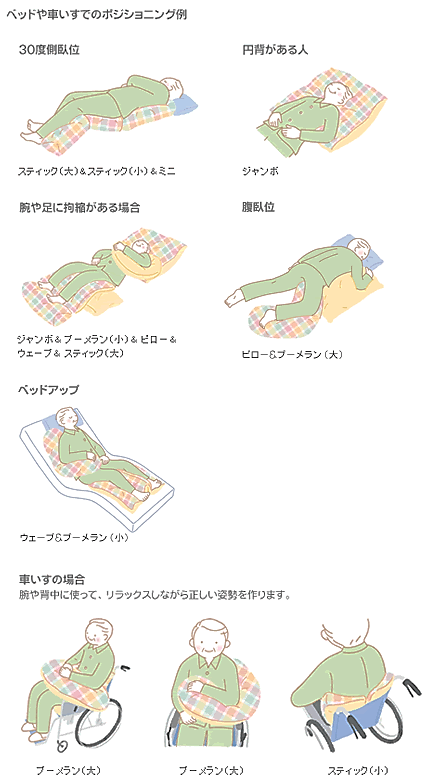 ベッドや車いすでのポジショニング例
30度側臥位
円背がある人
スティック(大)&スティック(小)&ミニ
ジャンボ
腕や足に拘縮がある場合
腹臥位
ジャンボ&ブーメラン(小)&ピロー&
ウェーブ& スティック(大)
ピロー&ブーメラン(大)
ベッドアップ
ウェーブ&ブーメラン(小)
車いすの場合
腕や背中に使って、リラックスしながら正しい姿勢を作ります。
ブーメラン(大)
ブーメラン(大)
スティック(小)